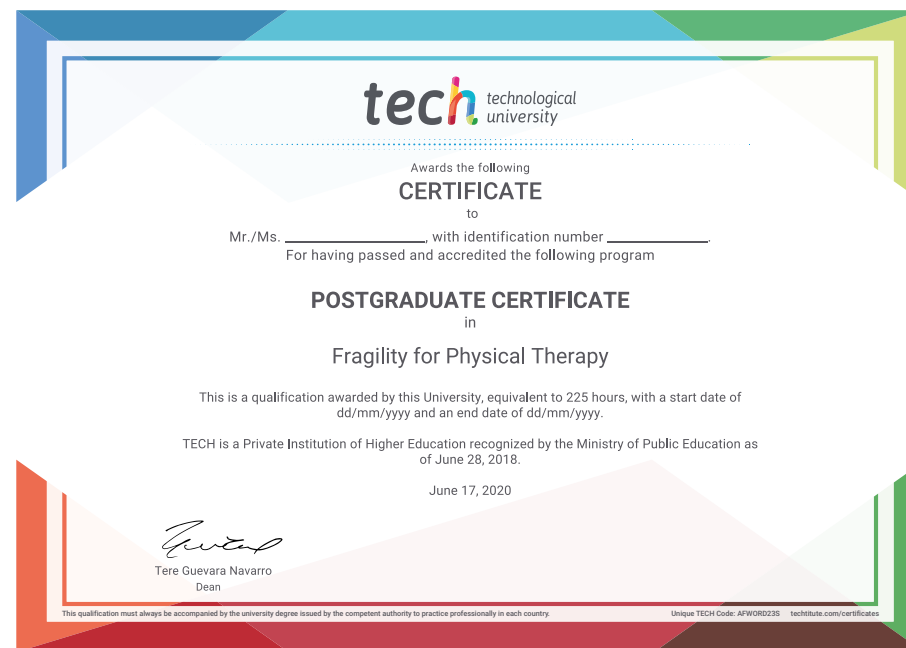 tech technological
university
Awards the following
CERTIFICATE
to
Mr./Ms. ____________, with identification number ____________.
For having passed and accredited the following program
POSTGRADUATE CERTIFICATE
in
Fragility for Physical Therapy
This is a qualification awarded by this University, equivalent to 225 hours, with a start date of
dd/mm/yyyy and an end date of dd/mm/yyyy.
TECH is a Private Institution of Higher Education recognized by the Ministry of Public Education as
of June 28, 2018.
June 17, 2020
Tere Guevara Navarro
Dean
This qualification must always be accompanied by the university degree issued by the competent authority to practice professionally in each country. Unique TECH Code: AFWORD23S techtitute.com/certificates